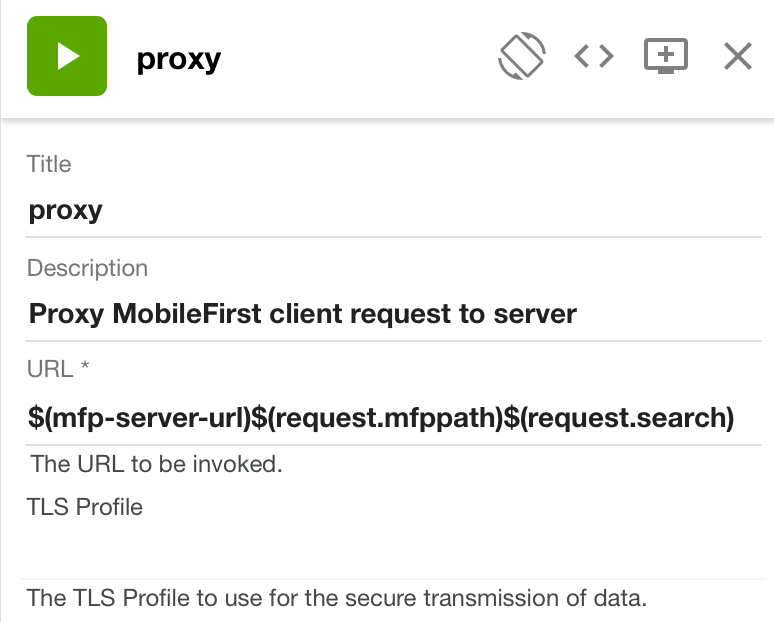 proxy
Title
proxy
Description
Proxy MobileFirst client request to server
URL *
$(mfp-server-url)$(request.mfppath)$(request.search)
The URL to be invoked.
TLS Profile
The TLS Profile to use for the secure transmission of data.